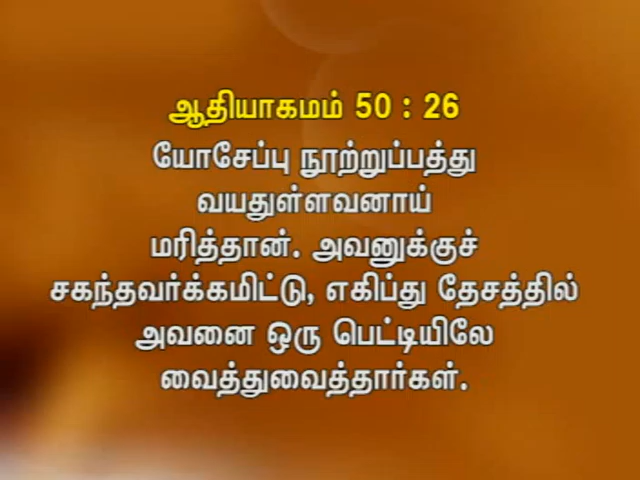 ஆதியாகமம் 50 : 26
யோசேப்பு நூற்றுப்பத்து
வயதுள்ளவனாய்
மரித்தான். அவனுக்குச்
சகந்தவர்க்கமிட்டு, எகிப்து தேசத்தில்
அவனை ஒரு பெட்டியிலே
வைத்துவைத்தார்கள்.